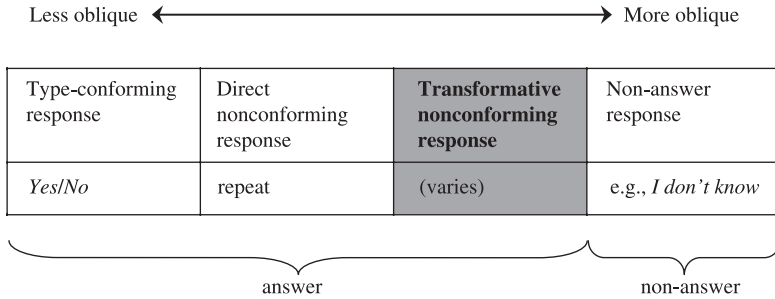 Less oblique More oblique
Type-conforming response
Direct nonconforming response
Transformative nonconforming response
Non-answer response
Yes/No
repeat
(varies)
e.g., I don't know
answer
non-answer